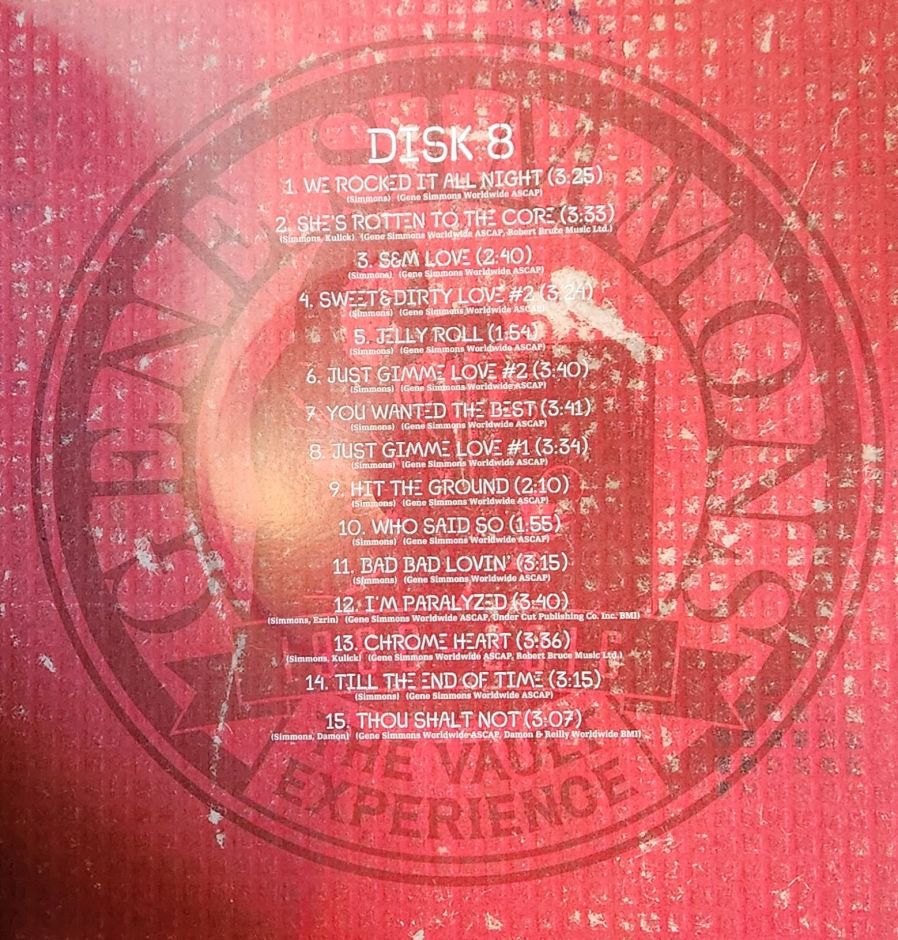 DISK 8
1. WE ROCKED IT ALL NIGHT (3:25)
(Simmons) (Gene Simmons Worldwide ASCAP)
2. SHE'S ROTTEN TO THE CORE (3:33)
(Simmons, Kulick) (Gene Simmons Worldwide ASCAP, Robert Bruce Music Ltd.)
3. S&M LOVE (2:40)
(Simmons) (Gene Simmons Worldwide ASCAP)
4. SWEET & DIRTY LOVE #2 (3:24)
(Simmons) (Gene Simmons Worldwide ASCAP)
5. JELLY ROLL (1:54)
(Simmons) (Gene Simmons Worldwide ASCAP)
6. JUST GIMME LOVE #2 (3:40)
(Simmons) (Gene Simmons Worldwide ASCAP)
7. YOU WANTED THE BEST (3:41)
(Simmons) (Gene Simmons Worldwide ASCAP)
8. JUST GIMME LOVE #1 (3:34)
(Simmons) (Gene Simmons Worldwide ASCAP)
9. HIT THE GROUND (2:10)
(Simmons) (Gene Simmons Worldwide ASCAP)
10. WHO SAID SO (1:55)
(Simmons) (Gene Simmons Worldwide ASCAP)
11. BAD BAD LOVIN' (3:15)
(Simmons) (Gene Simmons Worldwide ASCAP)
12. I'M PARALYZED (3:40)
(Simmons, Ezrin) (Gene Simmons Worldwide ASCAP, Under Cut Publishing Co. Inc. BMI)
13. CHROME HEART (3:36)
(Simmons, Kulick) (Gene Simmons Worldwide ASCAP, Robert Bruce Music Ltd.)
14. TILL THE END OF TIME (3:15)
(Simmons) (Gene Simmons Worldwide ASCAP)
15. THOU SHALT NOT (3:07)
(Simmons, Damon) (Gene Simmons Worldwide ASCAP, Damon & Reilly Worldwide BMI)
GENE SIMMONS
THE VAULT
EXPERIENCE